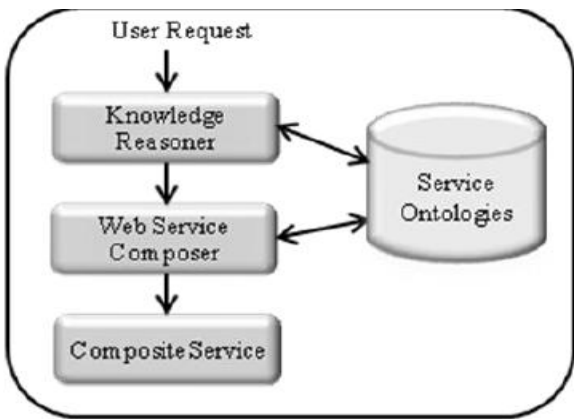 User Request
Knowledge
Reasoner
Service
Ontologies
Web Service
Composer
Composite Service